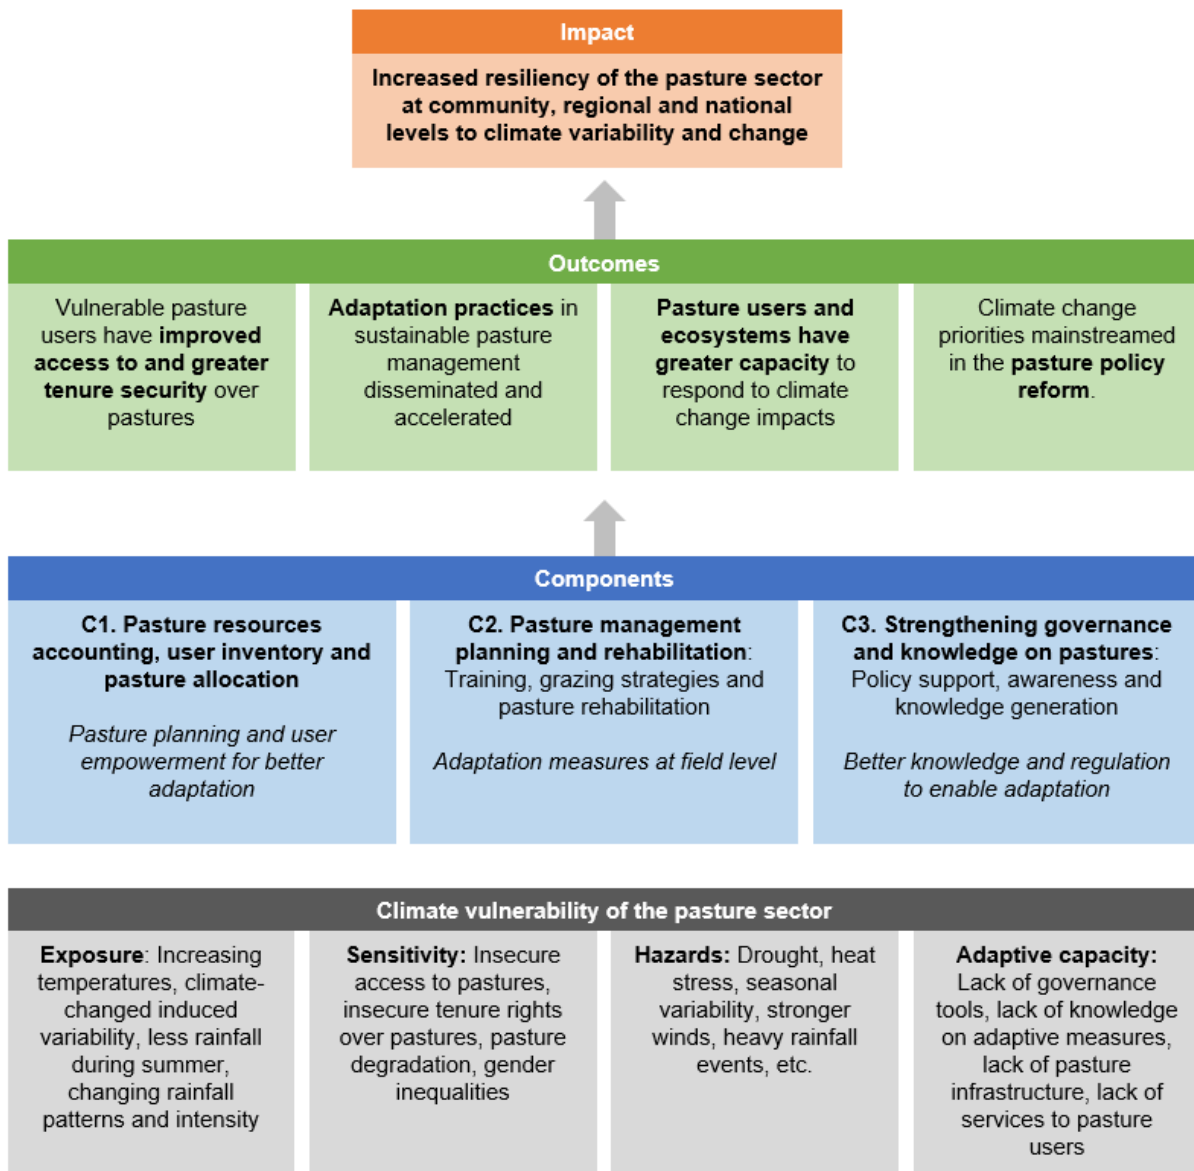 Impact
Increased resiliency of the pasture sector
at community, regional and national
levels to climate variability and change
Outcomes
Vulnerable pasture
users have improved
access to and greater
tenure security over
pastures
Adaptation practices in
sustainable pasture
management
disseminated and
accelerated
Pasture users and
ecosystems have
greater capacity to
respond to climate
change impacts
Climate change
priorities mainstreamed
in the pasture policy
reform.
Components
C1. Pasture resources
accounting, user inventory and
pasture allocation
Pasture planning and user
empowerment for better
adaptation
C2. Pasture management
planning and rehabilitation:
Training, grazing strategies and
pasture rehabilitation
Adaptation measures at field level
C3. Strengthening governance
and knowledge on pastures:
Policy support, awareness and
knowledge generation
Better knowledge and regulation
to enable adaptation
Climate vulnerability of the pasture sector
Exposure: Increasing
temperatures, climate-
changed induced
variability, less rainfall
during summer,
changing rainfall
patterns and intensity
Sensitivity: Insecure
access to pastures,
insecure tenure rights
over pastures, pasture
degradation, gender
inequalities
Hazards: Drought, heat
stress, seasonal
variability, stronger
winds, heavy rainfall
events, etc.
Adaptive capacity:
Lack of governance
tools, lack of knowledge
on adaptive measures,
lack of pasture
infrastructure, lack of
services to pasture
users